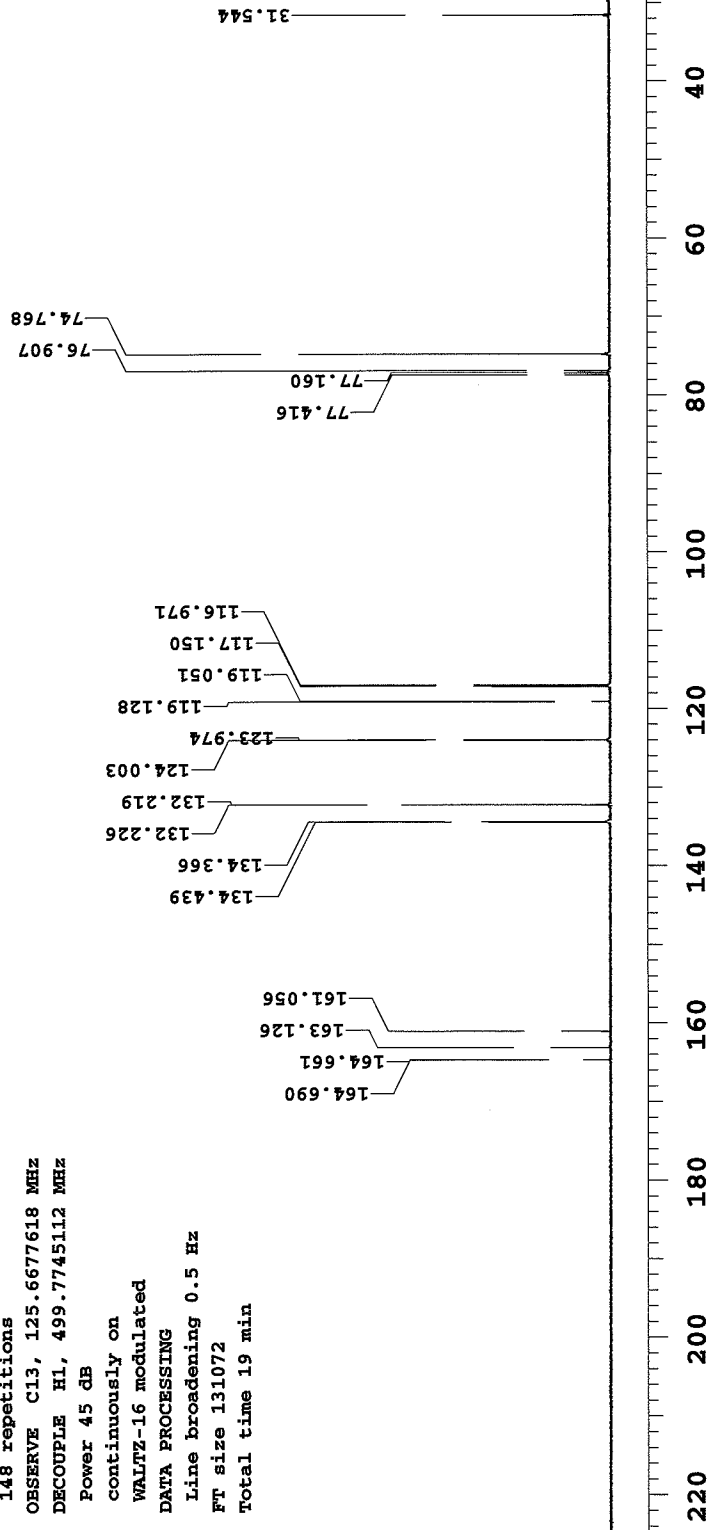 148 repetitions
OBSERVE C13, 125.6677618 MHz
DECOUPLE H1, 499.7745112 MHz
Power 45 dB
continuously on
WALTZ-16 modulated
DATA PROCESSING
Line broadening 0.5 Hz
FT size 131072
Total time 19 min
164.690
164.661
163.126
161.056
134.439
134.366
132.226
132.219
124.003
123.974
119.128
119.051
117.150
116.971
77.416
77.160
76.907
74.768
31.544
220
200
180
160
140
120
100
80
60
40